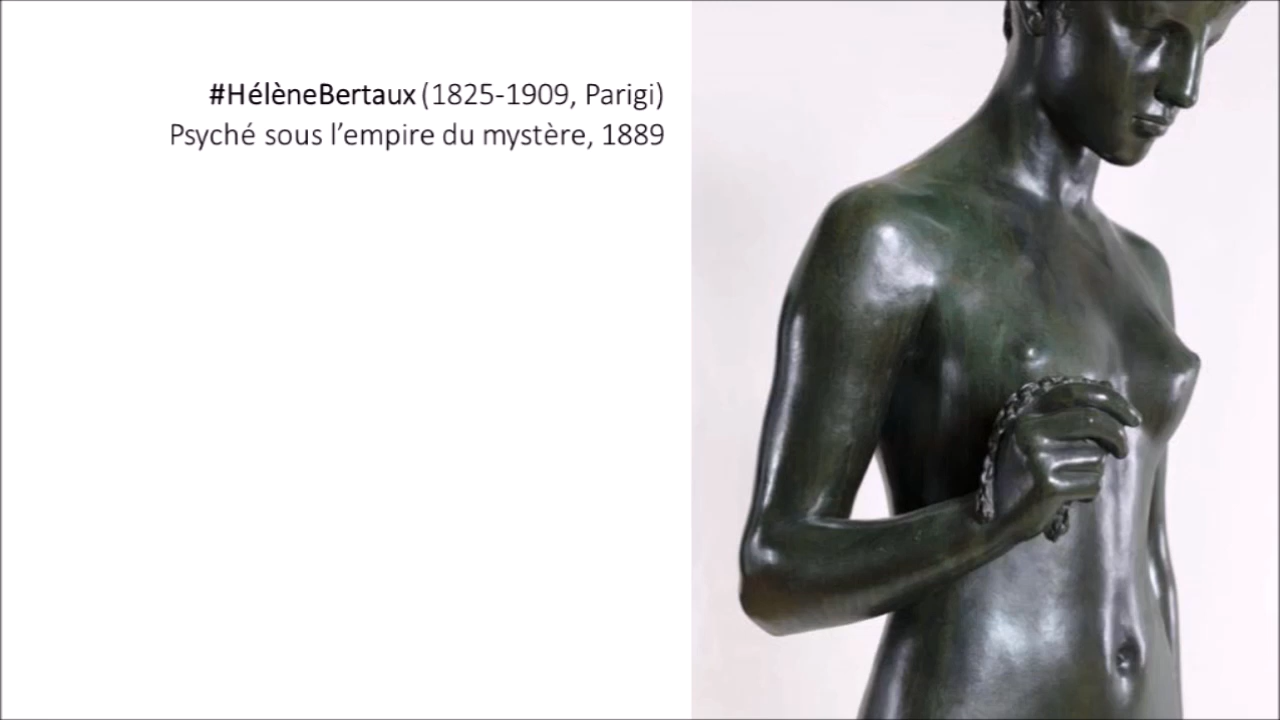 #HélèneBertaux (1825-1909, Parigi)
Psyché sous l’empire du mystère, 1889